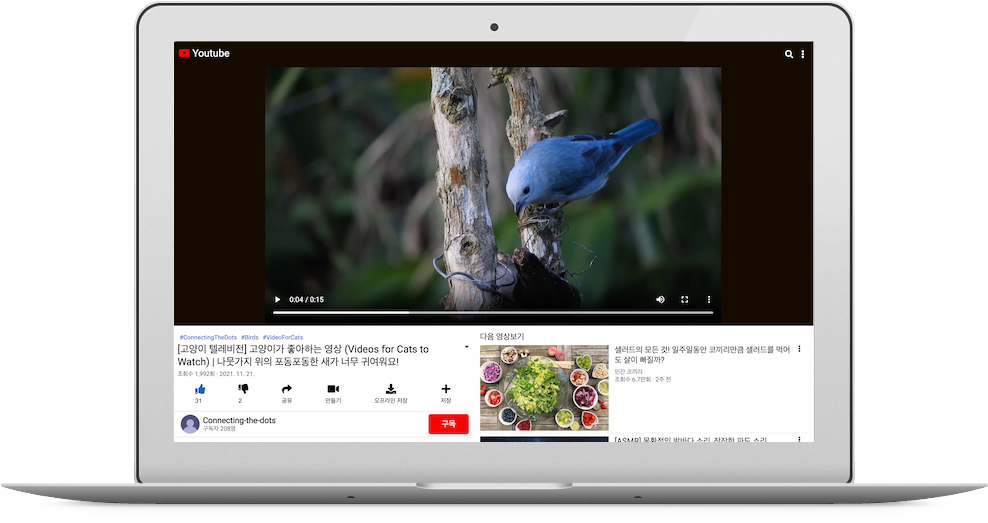 Youtube
0:04 / 0:15
#ConnectingTheDots #Birds #VideoForCats
[고양이 텔레비전] 고양이가 좋아하는 영상 (Videos for Cats to
Watch) | 나뭇가지 위의 포동포동한 새가 너무 귀여워요!
조회수 1,992회 · 2021. 11. 21.
31
2
공유
만들기
오프라인 저장
저장
Connecting-the-dots
구독자 208명
구독
다음 영상보기
샐러드의 모든 것! 일주일동안 코끼리만큼 샐러드를 먹어
도 살이 빠질까?
인간 코끼리
조회수 6.7만회 · 2주 전
[ASMR] 몽환적인 밤바다 소리, 잔잔한 파도 소리